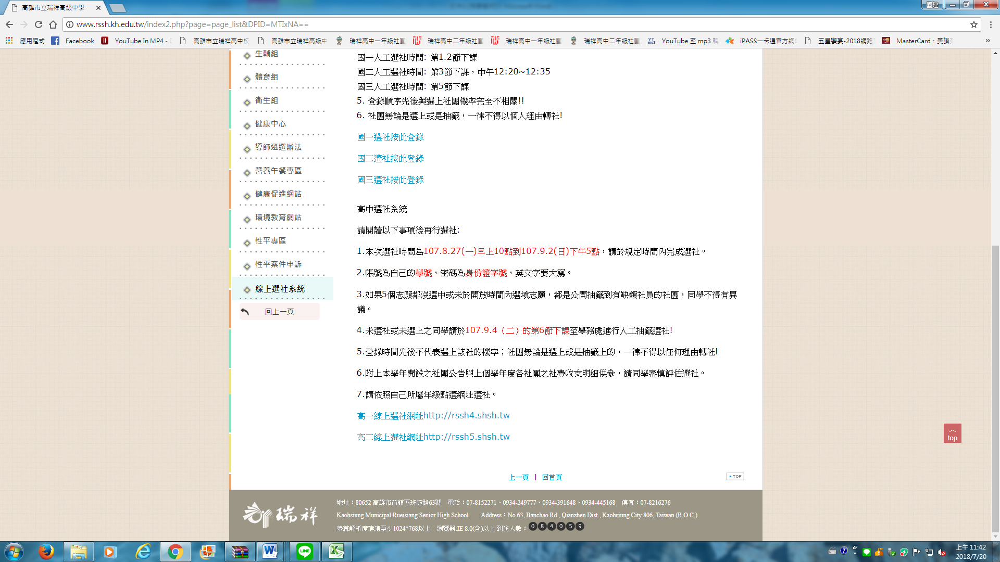 高雄市立瑞祥高級中學
www.rssh.kh.edu.tw/index2.php?page=page_list&DPID=MTIxNA==
應用程式 Facebook YouTube In MP4 - 高雄市立瑞祥高中校 高雄市立瑞祥高級中 瑞祥高中一年級社團 瑞祥高中二年級社團 瑞祥高中一年級社團 瑞祥高中二年級社團 YouTube 至 mp3 iPASS一卡通官方網 五星饗宴-2018網路 MasterCard：美饌
生輔組
體育組
衛生組
健康中心
導師遴選辦法
營養午餐專區
健康促進網站
環境教育網站
性平專區
性平案件申訴
線上選社系統
回上一頁
國一人工選社時間: 第1.2節下課
國二人工選社時間: 第3節下課，中午12:20~12:35
國三人工選社時間: 第5節下課
5. 登錄順序先後與選上社團機率完全不相關!!
6. 社團無論是選上或是抽籤，一律不得以個人理由轉社!
國一選社按此登錄
國二選社按此登錄
國三選社按此登錄
高中選社系統
請閱讀以下事項後再行選社:
1.本次選社時間為107.8.27(一)早上10點到107.9.2(日)下午5點，請於規定時間內完成選社。
2.帳號為自己的學號，密碼為身份證字號，英文字要大寫。
3.如果5個志願都沒選中或未於開放時間內選填志願，都是公開抽籤到有缺額社員的社團，同學不得有異
議。
4.未選社或未選上之同學請於107.9.4（二）的第6節下課至學務處進行人工抽籤選社!
5.登錄時間先後不代表選上該社的機率；社團無論是選上或是抽籤上的，一律不得以任何理由轉社!
6.附上本學年開設之社團公告與上個學年度各社團之社費收支明細供參，請同學審慎評估選社。
7.請依照自己所屬年級點選網址選社。
高一線上選社網址http://rssh4.shsh.tw
高二線上選社網址http://rssh5.shsh.tw
top
上一頁 | 回首頁
TOP
瑞祥
地址：80652 高雄市前鎮區班超路63號 電話：07-8152271、0934-249777、0934-391648、0934-445168 傳真：07-8216276
Kaohsiung Municipal Rueisiang Senior High School Address：No.63, Banchao Rd., Qianzhen Dist., Kaohsiung City 806, Taiwan (R.O.C.)
螢幕解析度建議至少1024*768以上 瀏覽器:IE 8.0(含)以上 到訪人數：084059
上午 11:42
2018/7/20